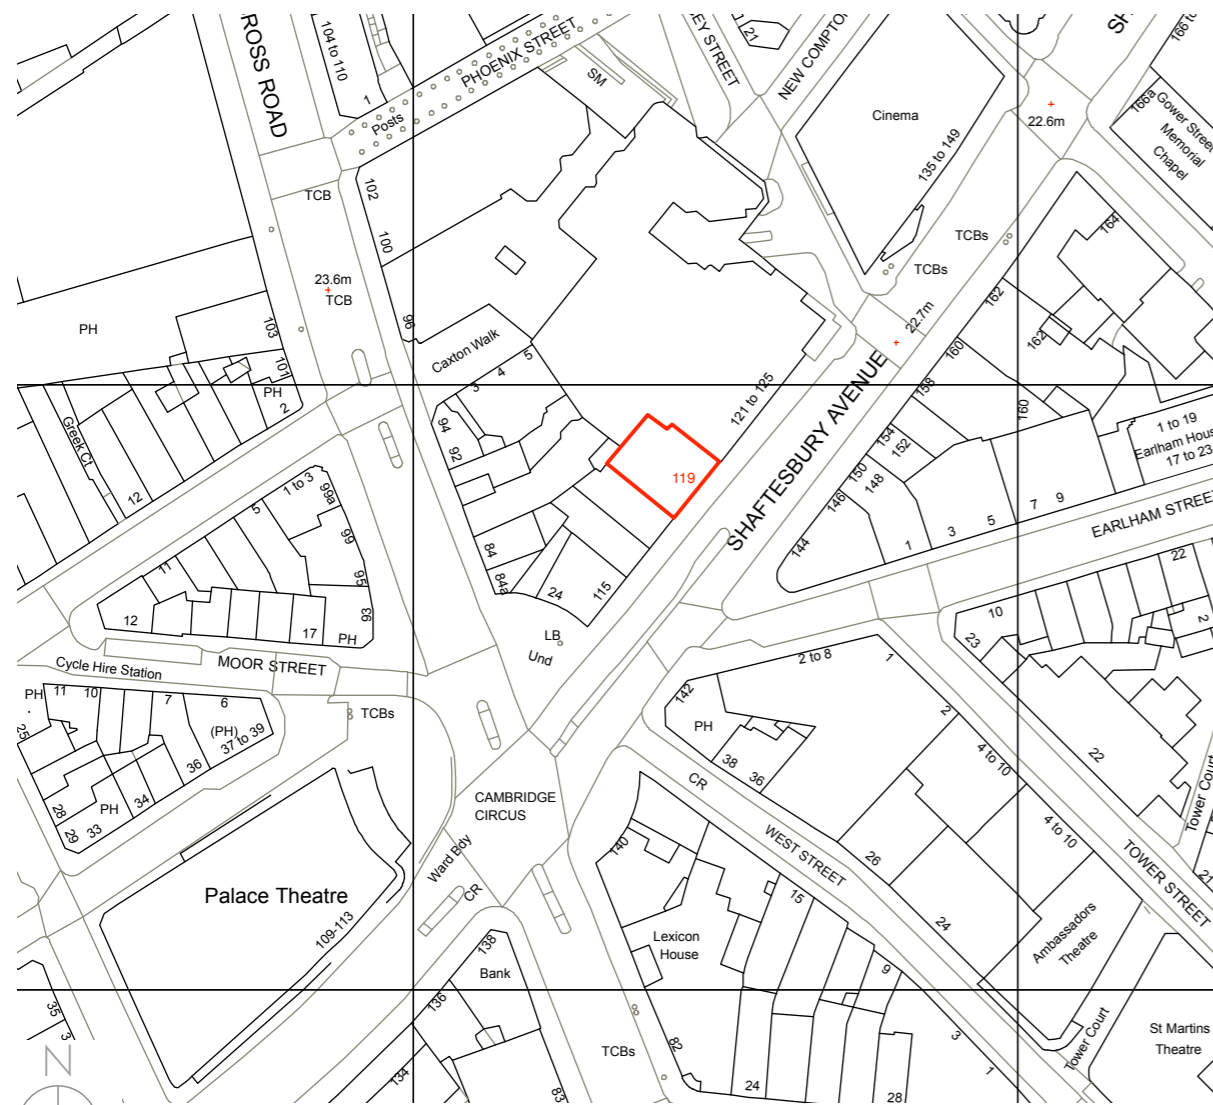 ROSS ROAD
104 to 110
1
PHOENIX STREET
Posts
SM
EY STREET
21
NEW COMPTON
Cinema
135 to 149
22.6m
166a
Gower Street
Memorial
Chapel
102
TCB
100
23.6m
TCB
96
PH
103
101
PH
2
Greek Ct
12
Caxton Walk
3
4
5
94
92
TCBs
TCBs
164
162
162
22.7m
160
158
160
121 to 125
119
SHAFTESBURY AVENUE
154
152
150
148
146
144
1
3
5
7
9
1 to 19
Earlham Hous
17 to 23
EARLHAM STREET
1 to 3
99a
5
99
95
93
11
12
17
PH
84
84a
24
115
LB
Und
22
10
23
2
2 to 8
1
Cycle Hire Station
MOOR STREET
TCBs
PH
11
10
7
6
(PH)
37 to 39
25
36
34
PH
28
29
33
142
PH
38
36
2
4 to 10
22
Tower Court
CR
CAMBRIDGE
CIRCUS
Ward Bdy
CR
WEST STREET
4 to 10
TOWER STREET
21
26
24
Palace Theatre
109-113
140
Lexicon
House
15
9
Ambassadors
Theatre
138
Bank
136
134
35
3
N
TCBs
82
83
24
28
3
1
Tower Court
St Martins
Theatre